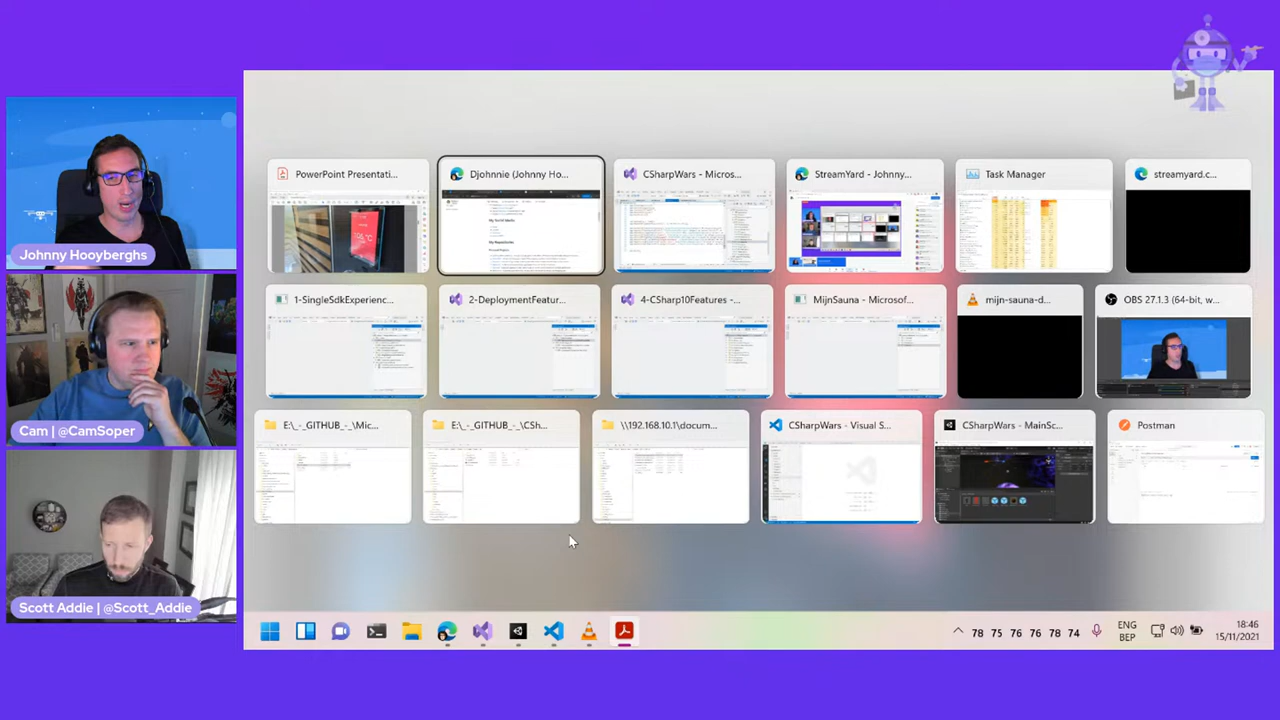 Johnny Hooyberghs
Cam | @CamSoper
Scott Addie | @Scott_Addie
PowerPoint Presentati...
Djohnnie (Johnny Ho...
CSharpWars - Micros...
StreamYard - Johnny...
Task Manager
streamyard.c...
1-SingleSdkExperienc...
2-DeploymentFeatur...
4-CSharp10Features -...
MijnSauna - Microsof...
mijn-sauna-d...
OBS 27.1.3 (64-bit, w...
E:\_-_GITHUB_-_\Mic...
E:\_-_GITHUB_-_\CSh...
\\192.168.10.1\docum...
CSharpWars - Visual S...
CSharpWars - MainSc...
Postman
78 75 76 76 78 74
ENG
BEP
18:46
15/11/2021